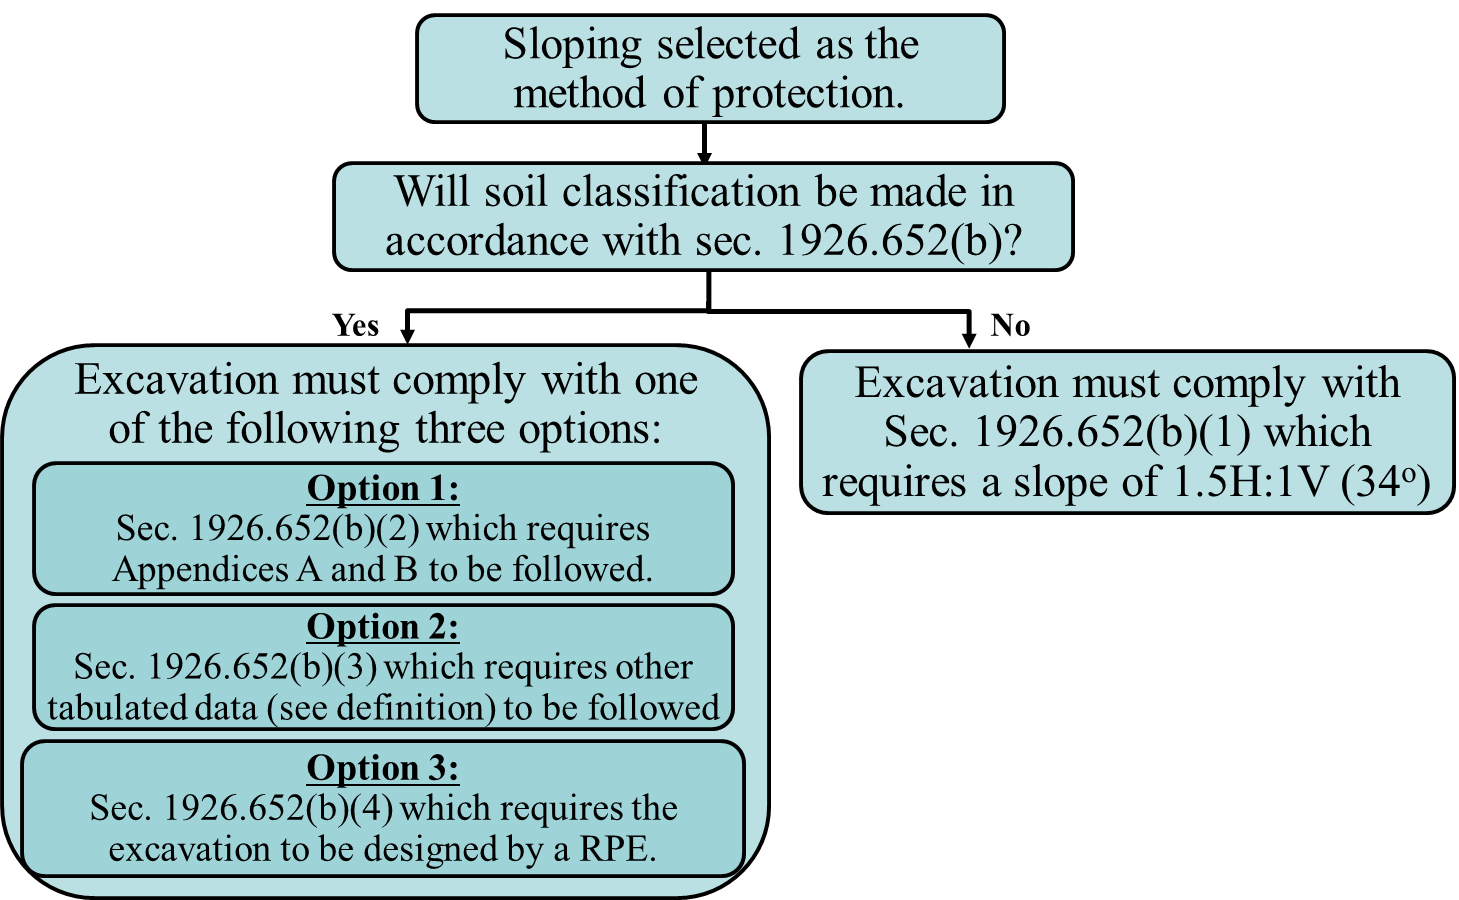 Sloping selected as the
method of protection.
Will soil classification be made in
accordance with sec. 1926.652(b)?
Yes
No
Excavation must comply with one
of the following three options:
Option 1:
Sec. 1926.652(b)(2) which requires
Appendices A and B to be followed.
Option 2:
Sec. 1926.652(b)(3) which requires other
tabulated data (see definition) to be followed
Option 3:
Sec. 1926.652(b)(4) which requires the
excavation to be designed by a RPE.
Excavation must comply with
Sec. 1926.652(b)(1) which
requires a slope of 1.5H:1V (34º)